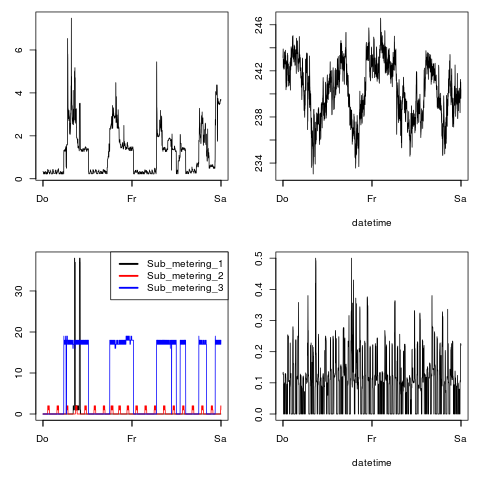 0 2 4 6
Do Fr Sa
234 238 242 246
Do Fr Sa
datetime
0 10 20 30
Sub_metering_1
Sub_metering_2
Sub_metering_3
Do Fr Sa
0.0 0.1 0.2 0.3 0.4 0.5
Do Fr Sa
datetime